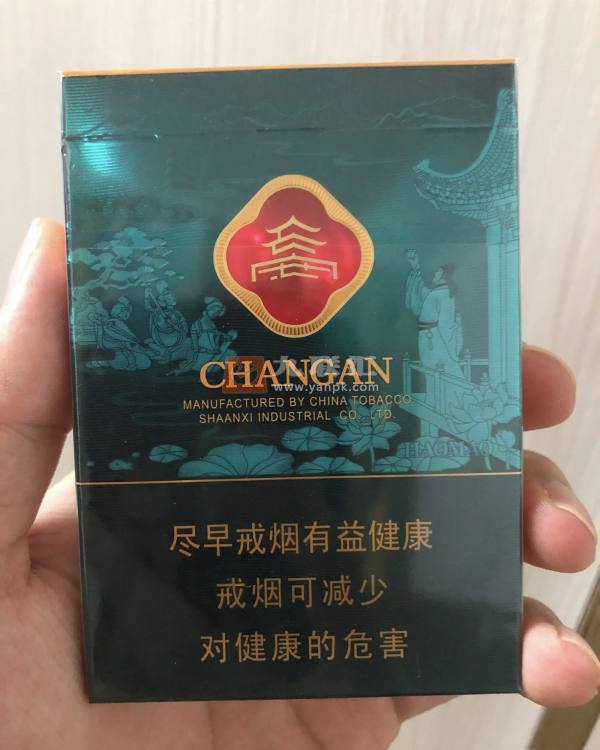 CHANGAN
www.yanpk.com
MANUFACTURED BY CHINA TOBACCO
SHAANXI INDUSTRIAL CO., LTD.
HAOMAO
尽早戒烟有益健康
戒烟可减少
对健康的危害